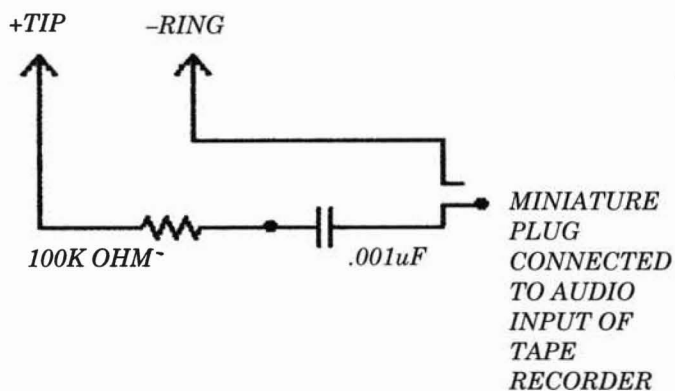 +TIP
–RING
100K OHM
.001uF
MINIATURE
PLUG
CONNECTED
TO AUDIO
INPUT OF
TAPE
RECORDER